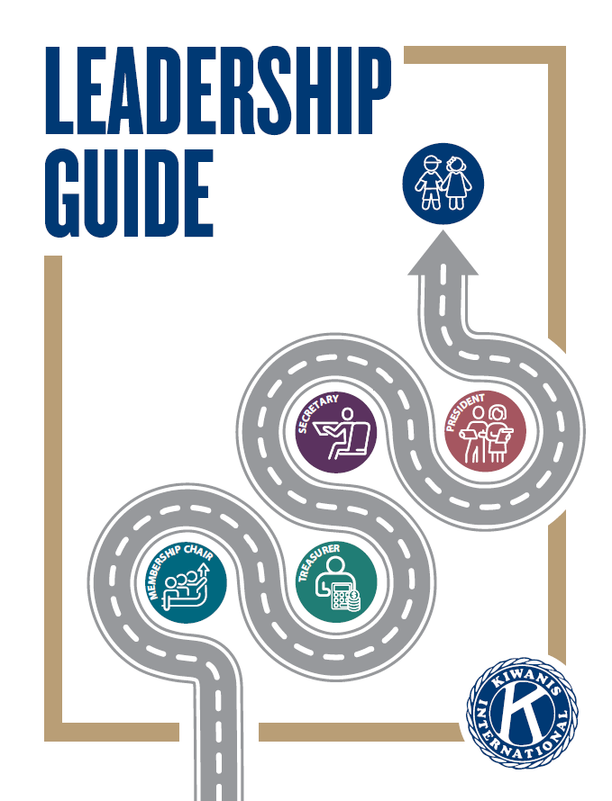 LEADERSHIP
GUIDE
SECRETARY
PRESIDENT
MEMBERSHIP CHAIR
TREASURER
KIWANIS
K
INTERNATIONAL